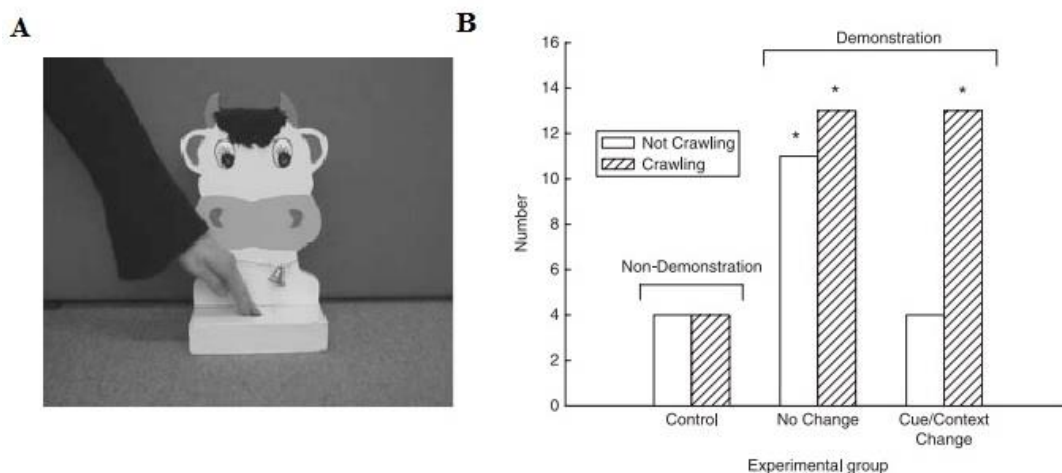 A
B
Demonstration
16
14
12
10
8
6
4
2
0
Number
Not Crawling
Crawling
*
*
*
Non-Demonstration
Control
No Change
Cue/Context
Change
Experimental group